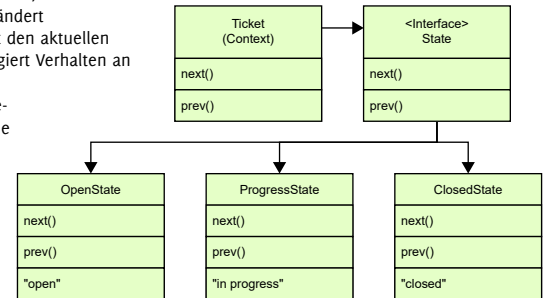 ändert
den aktuellen
giert Verhalten an
e-
e
Ticket
(Context)
next()
prev()
<Interface>
State
next()
prev()
OpenState
next()
prev()
"open"
ProgressState
next()
prev()
"in progress"
ClosedState
next()
prev()
"closed"